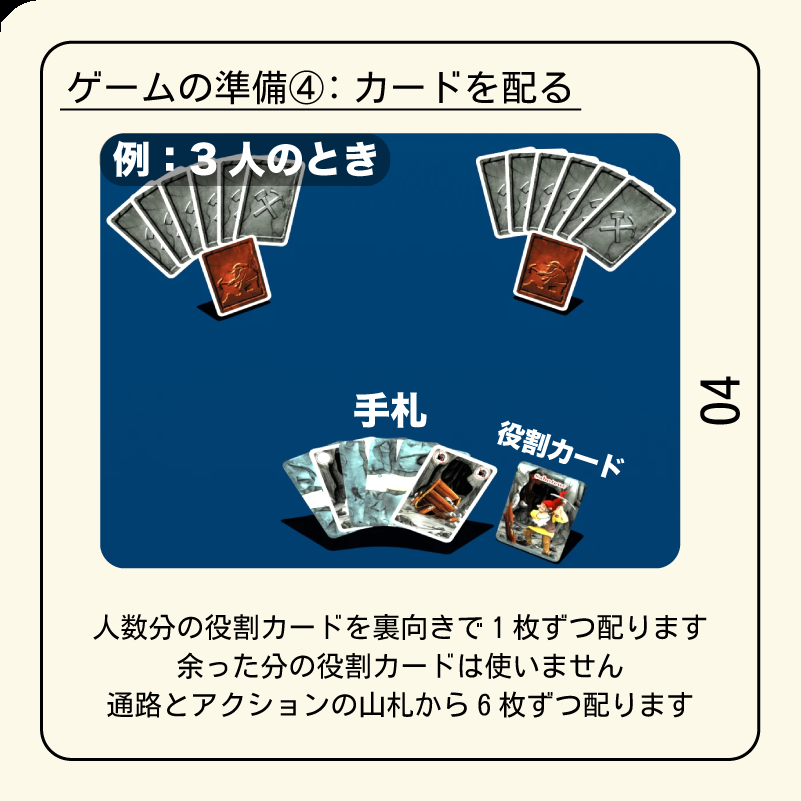 ゲームの準備④: カードを配る
例：3人のとき
手札
役割カード
Saboteur
04
人数分の役割カードを裏向きで1枚ずつ配ります
余った分の役割カードは使いません
通路とアクションの山札から6枚ずつ配ります